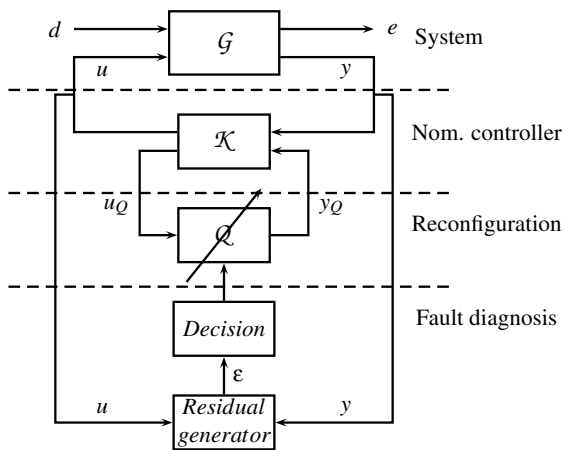 d
𝒢
e
System
u
y
Nom. controller
𝒦
u_Q
y_Q
Reconfiguration
Q
Fault diagnosis
Decision
ε
u
Residual
generator
y